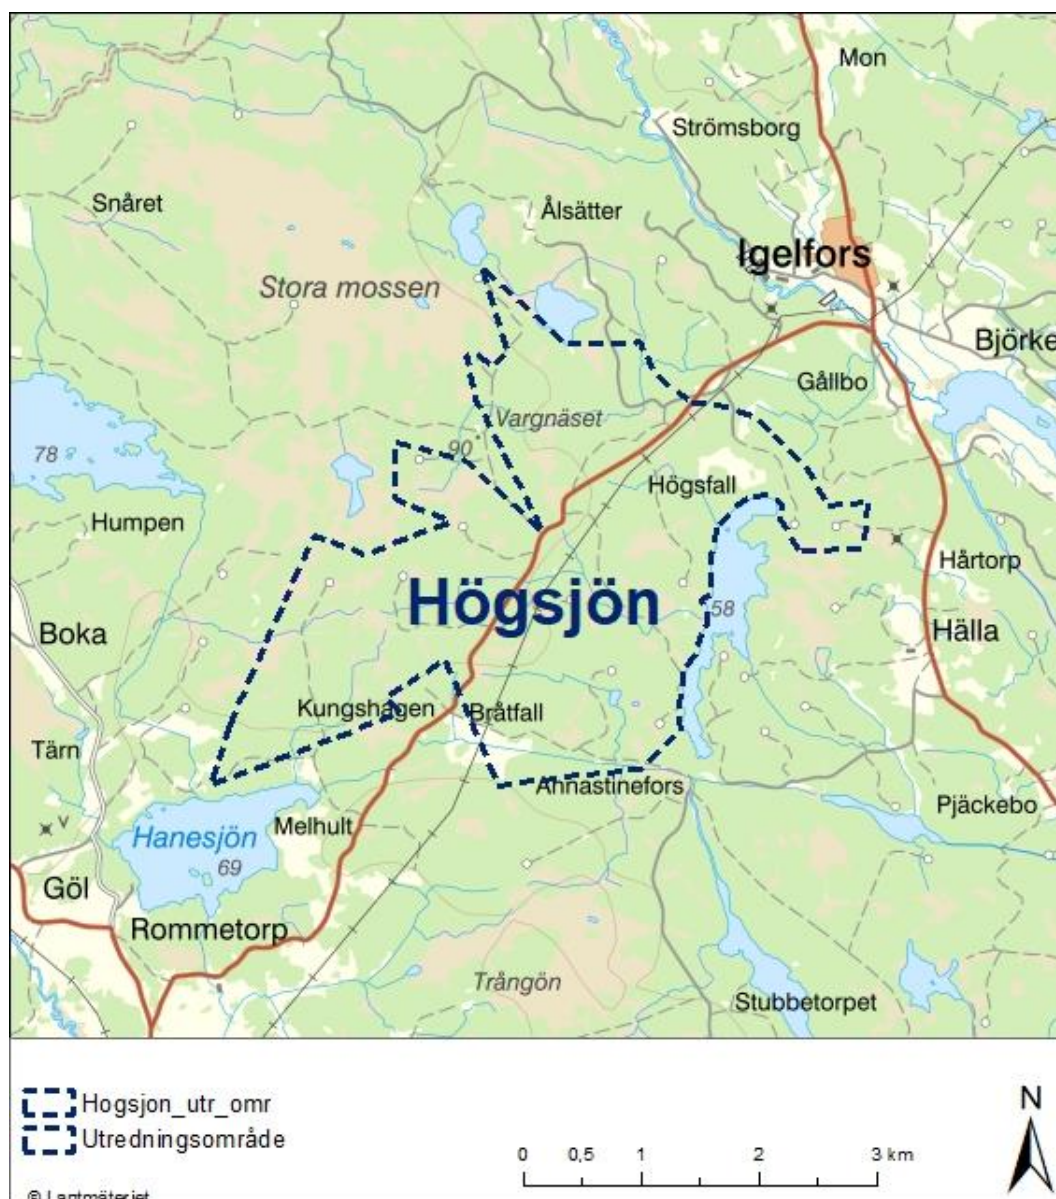 Mon
Strömsborg
Snåret
Ålsätter
Igelfors
Stora mossen
Björke
Gållbo
Vargnäset
90
78
Högsfall
Humpen
Hårtorp
Högsjön
58
Boka
Hälla
Kungshagen
Bråtfall
Tärn
Annastinefors
Pjäckebo
Melhult
Hanesjön
69
Göl
Rommetorp
Trångön
Stubbetorpet
Hogsjon_utr_omr
Utredningsområde
N
0 0,5 1 2 3 km
© Lantmäteriet